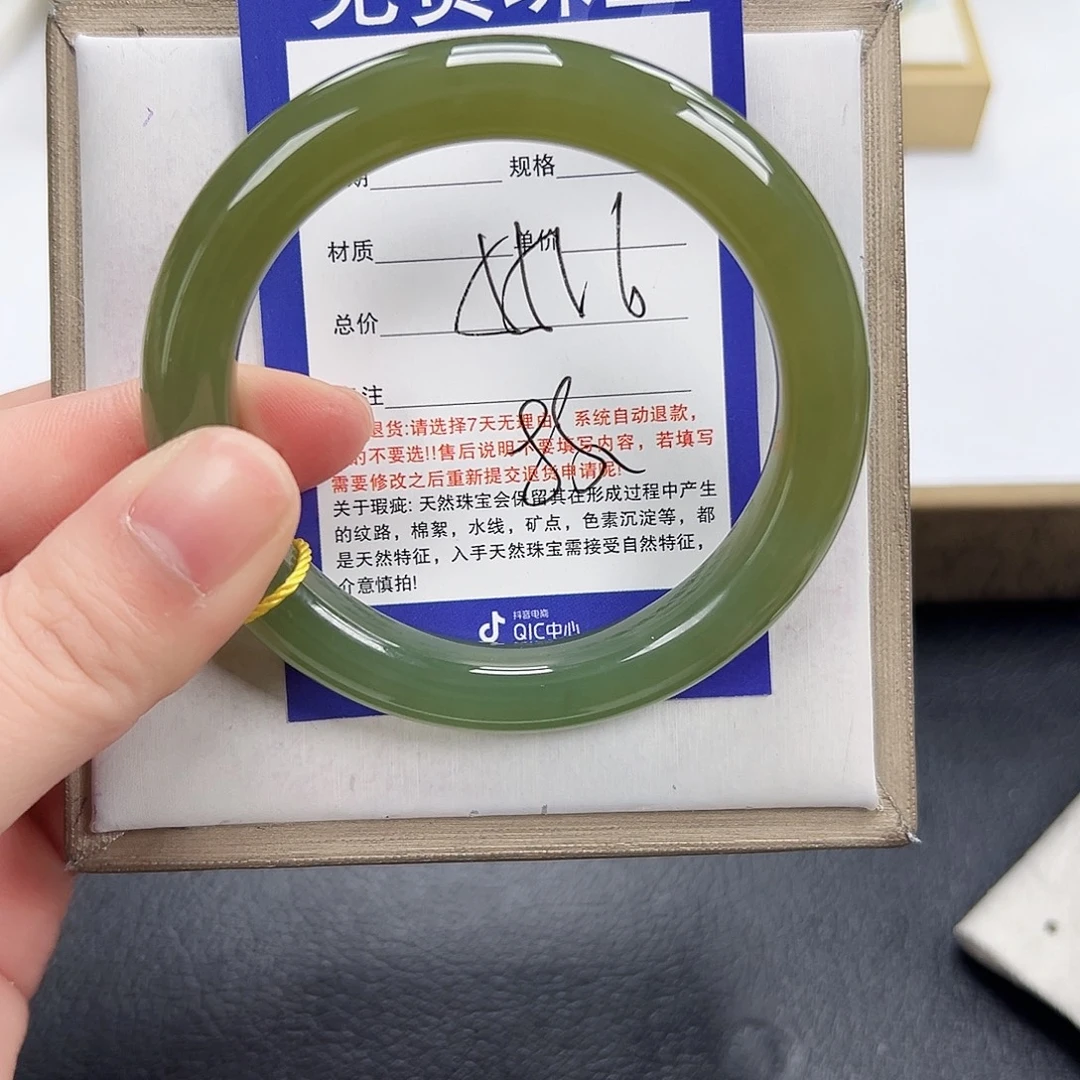 规格
材质 单价
总价
注
退货:请选择7天无理由 系统自动退款,
的不要选!!售后说明不要填写内容，若填写
需要修改之后重新提交退货申请呢!
关于瑕疵: 天然珠宝会保留其在形成过程中产生
的纹路，棉絮，水线，矿点，色素沉淀等，都
是天然特征，入手天然珠宝需接受自然特征，
介意慎拍!
抖音电商
QIC中心